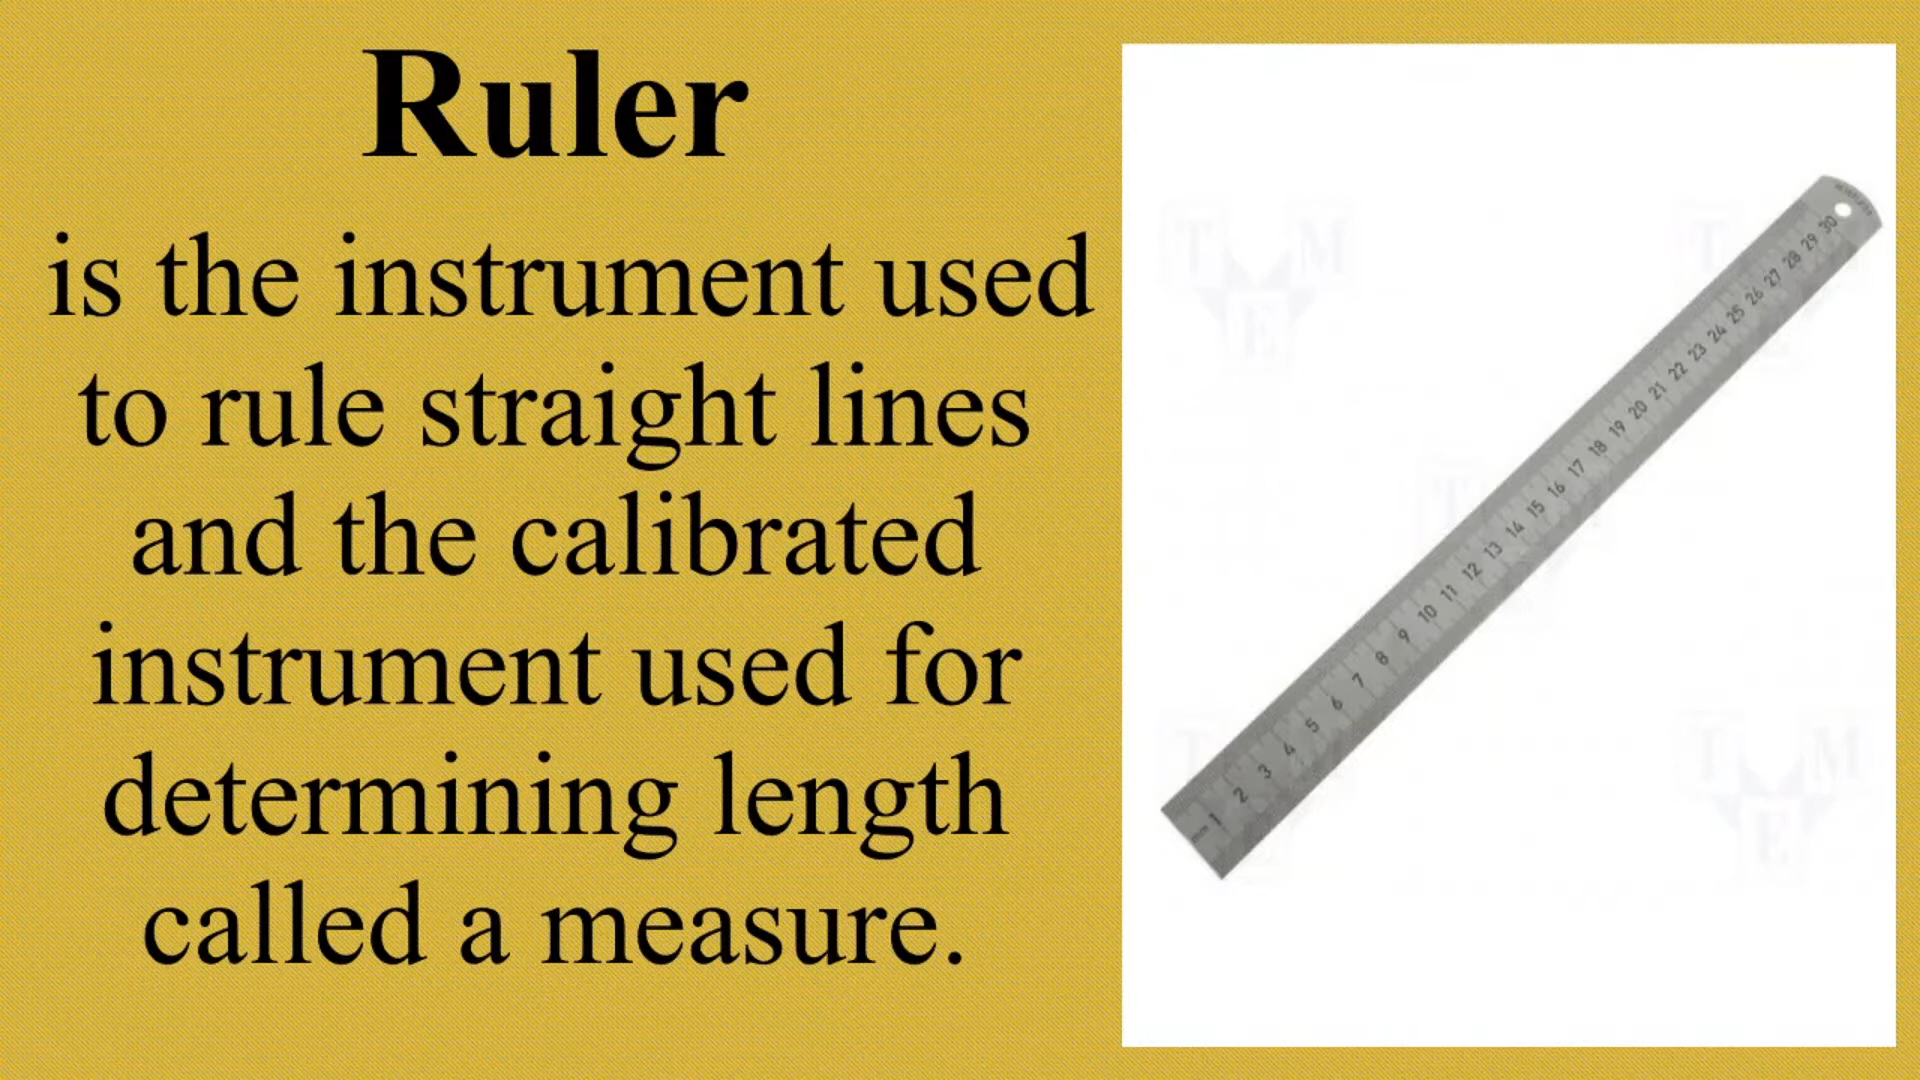 Ruler
is the instrument used
to rule straight lines
and the calibrated
instrument used for
determining length
called a measure.
mm 1 2 3 4 5 6 7 8 9 10 11 12 13 14 15 16 17 18 19 20 21 22 23 24 25 26 27 28 29 30
T M
E
T
T M
E